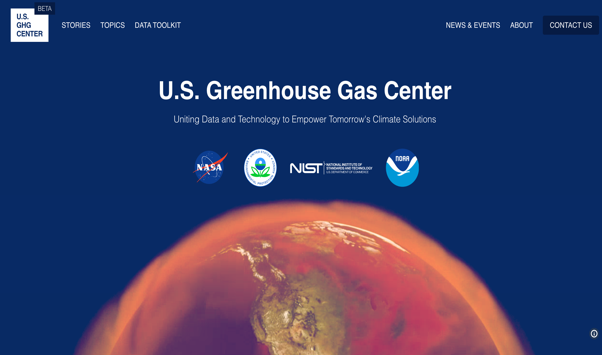 BETA
U.S.
GHG
CENTER
STORIES TOPICS DATA TOOLKIT
NEWS & EVENTS ABOUT CONTACT US
U.S. Greenhouse Gas Center
Uniting Data and Technology to Empower Tomorrow's Climate Solutions
NASA
NIST
NATIONAL INSTITUTE OF
STANDARDS AND TECHNOLOGY
U.S. DEPARTMENT OF COMMERCE
NOAA